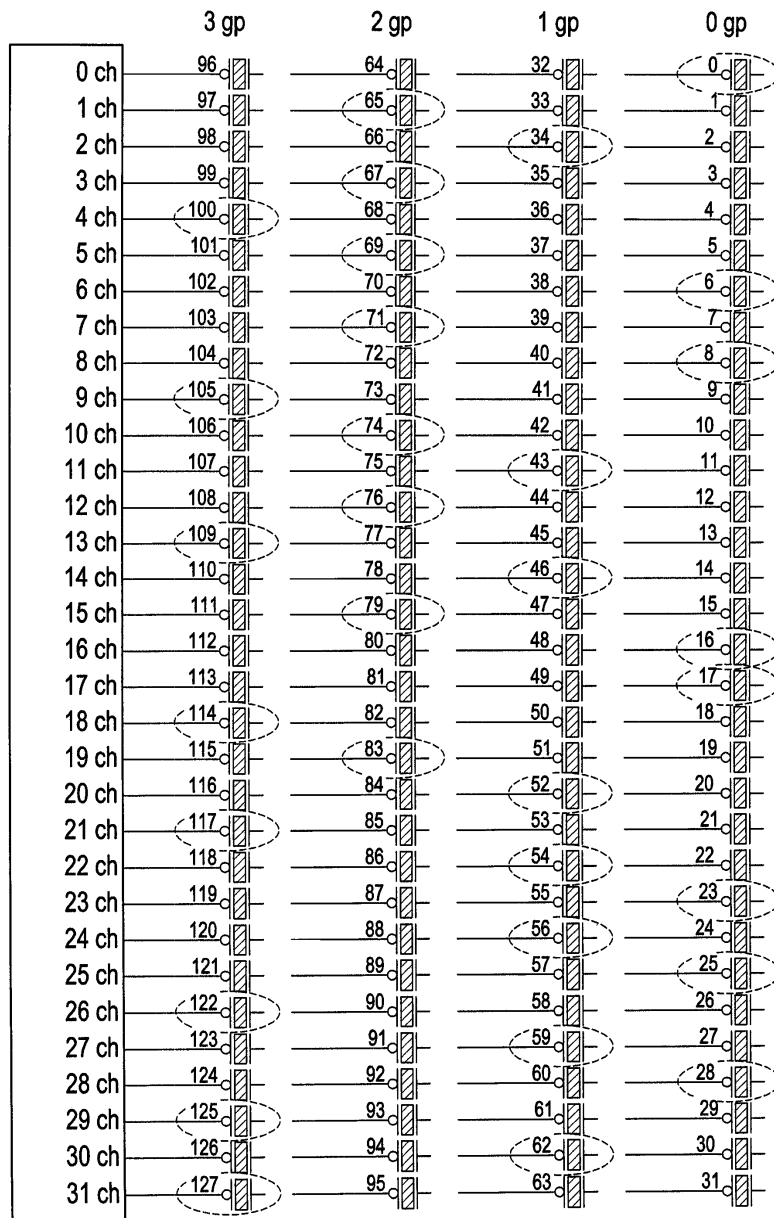 3 gp 2 gp 1 gp 0 gp
0 ch 96 64 32 0
1 ch 97 65 33 1
2 ch 98 66 34 2
3 ch 99 67 35 3
4 ch 100 68 36 4
5 ch 101 69 37 5
6 ch 102 70 38 6
7 ch 103 71 39 7
8 ch 104 72 40 8
9 ch 105 73 41 9
10 ch 106 74 42 10
11 ch 107 75 43 11
12 ch 108 76 44 12
13 ch 109 77 45 13
14 ch 110 78 46 14
15 ch 111 79 47 15
16 ch 112 80 48 16
17 ch 113 81 49 17
18 ch 114 82 50 18
19 ch 115 83 51 19
20 ch 116 84 52 20
21 ch 117 85 53 21
22 ch 118 86 54 22
23 ch 119 87 55 23
24 ch 120 88 56 24
25 ch 121 89 57 25
26 ch 122 90 58 26
27 ch 123 91 59 27
28 ch 124 92 60 28
29 ch 125 93 61 29
30 ch 126 94 62 30
31 ch 127 95 63 31